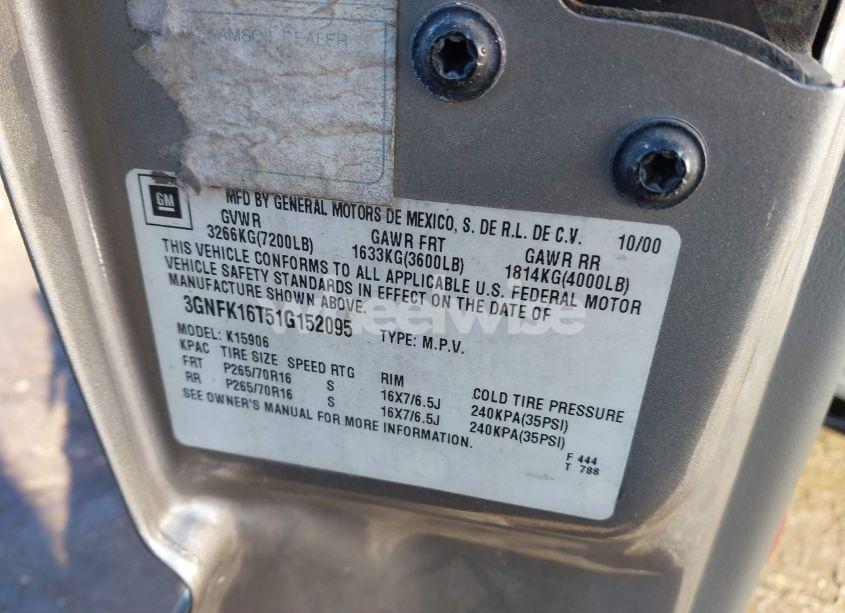 AMSOIL DEALER
GM
MFD BY GENERAL MOTORS DE MEXICO, S. DE R.L. DE C.V. 10/00
GVWR GAWR FRT GAWR RR
3266KG(7200LB) 1633KG(3600LB) 1814KG(4000LB)
THIS VEHICLE CONFORMS TO ALL APPLICABLE U.S. FEDERAL MOTOR
VEHICLE SAFETY STANDARDS IN EFFECT ON THE DATE OF
MANUFACTURE SHOWN ABOVE.
3GNFK16T51G152095 TYPE: M.P.V.
MODEL: K15906
KPAC TIRE SIZE SPEED RTG RIM COLD TIRE PRESSURE
FRT P265/70R16 S 16X7/6.5J 240KPA(35PSI)
RR P265/70R16 S 16X7/6.5J 240KPA(35PSI)
SEE OWNER'S MANUAL FOR MORE INFORMATION.
F 444
T 788
wheelwise